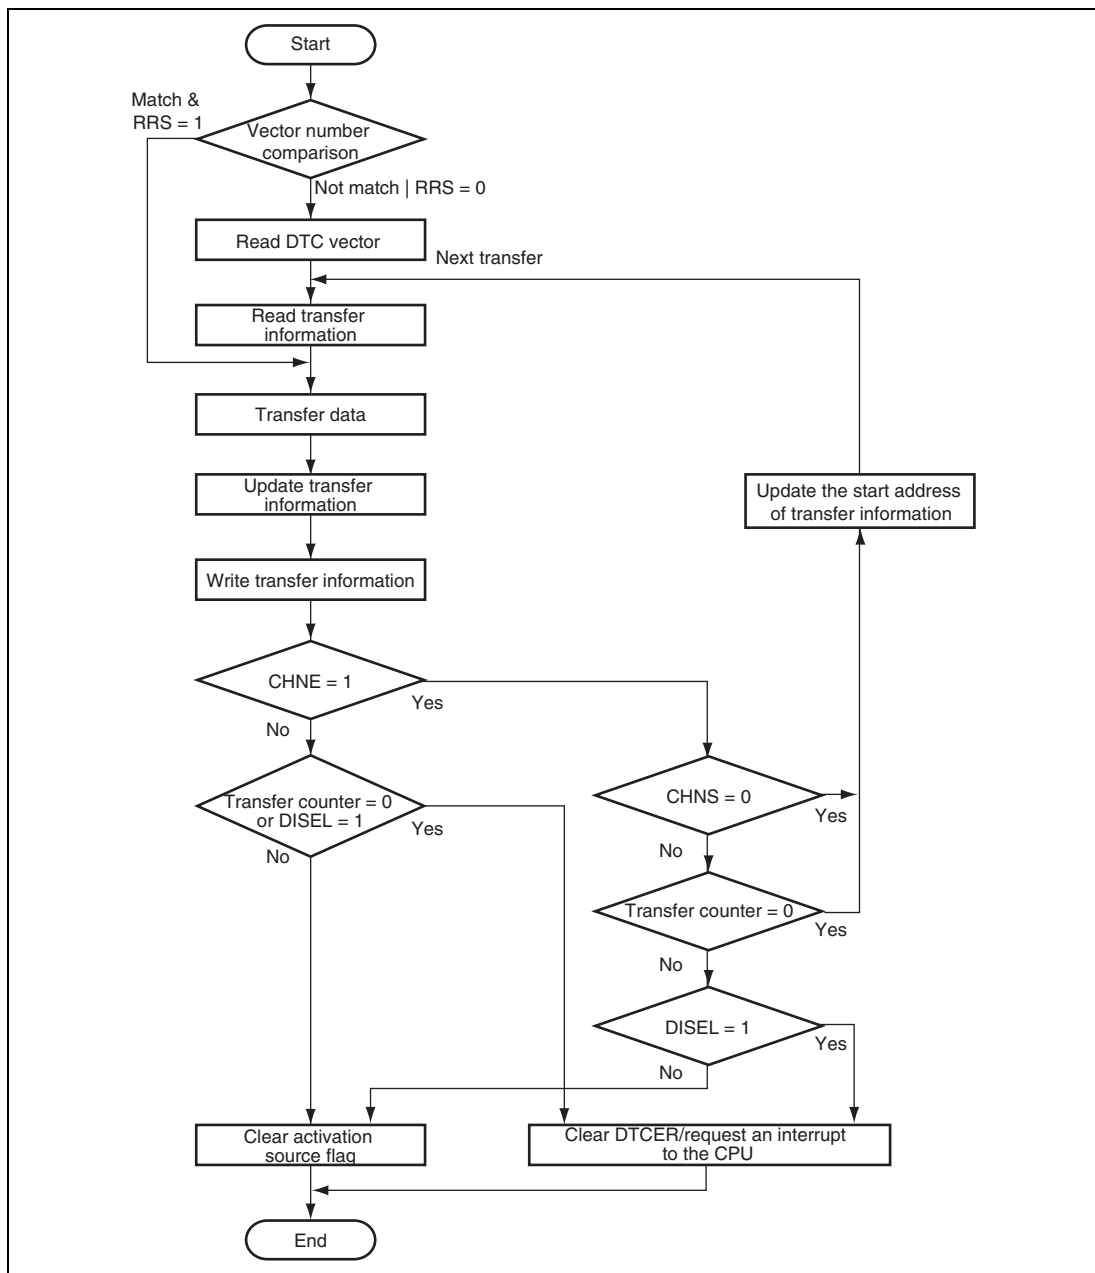 Start
Match &
RRS = 1
Vector number
comparison
Not match | RRS = 0
Read DTC vector
Next transfer
Read transfer
information
Transfer data
Update transfer
information
Update the start address
of transfer information
Write transfer information
CHNE = 1
Yes
No
Transfer counter = 0
or DISEL = 1
Yes
No
CHNS = 0
Yes
No
Transfer counter = 0
Yes
No
DISEL = 1
Yes
No
Clear activation
source flag
Clear DTCER/request an interrupt
to the CPU
End